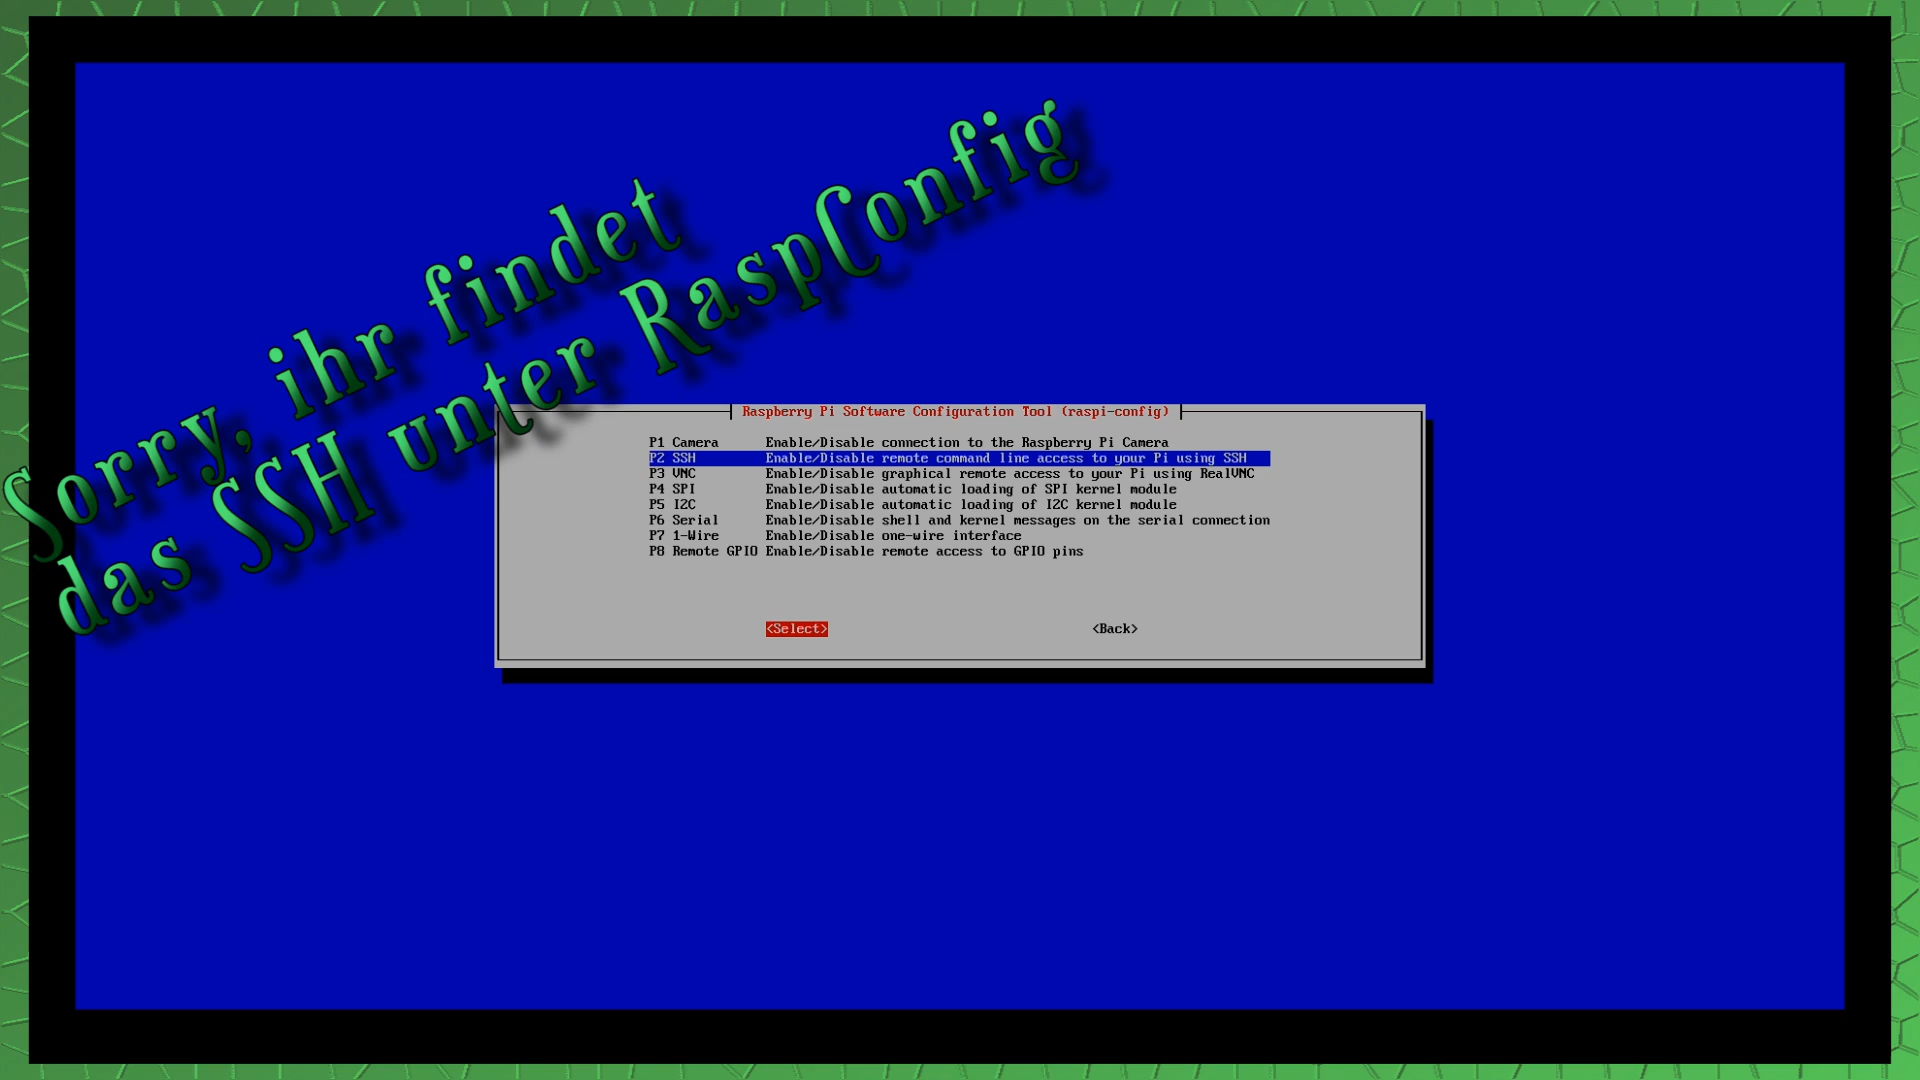 Sorry, ihr findet
das SSH unter RaspConfig
Raspberry Pi Software Configuration Tool (raspi-config)
P1 Camera Enable/Disable connection to the Raspberry Pi Camera
P2 SSH Enable/Disable remote command line access to your Pi using SSH
P3 VNC Enable/Disable graphical remote access to your Pi using RealVNC
P4 SPI Enable/Disable automatic loading of SPI kernel module
P5 I2C Enable/Disable automatic loading of I2C kernel module
P6 Serial Enable/Disable shell and kernel messages on the serial connection
P7 1-Wire Enable/Disable one-wire interface
P8 Remote GPIO Enable/Disable remote access to GPIO pins
<Select> <Back>